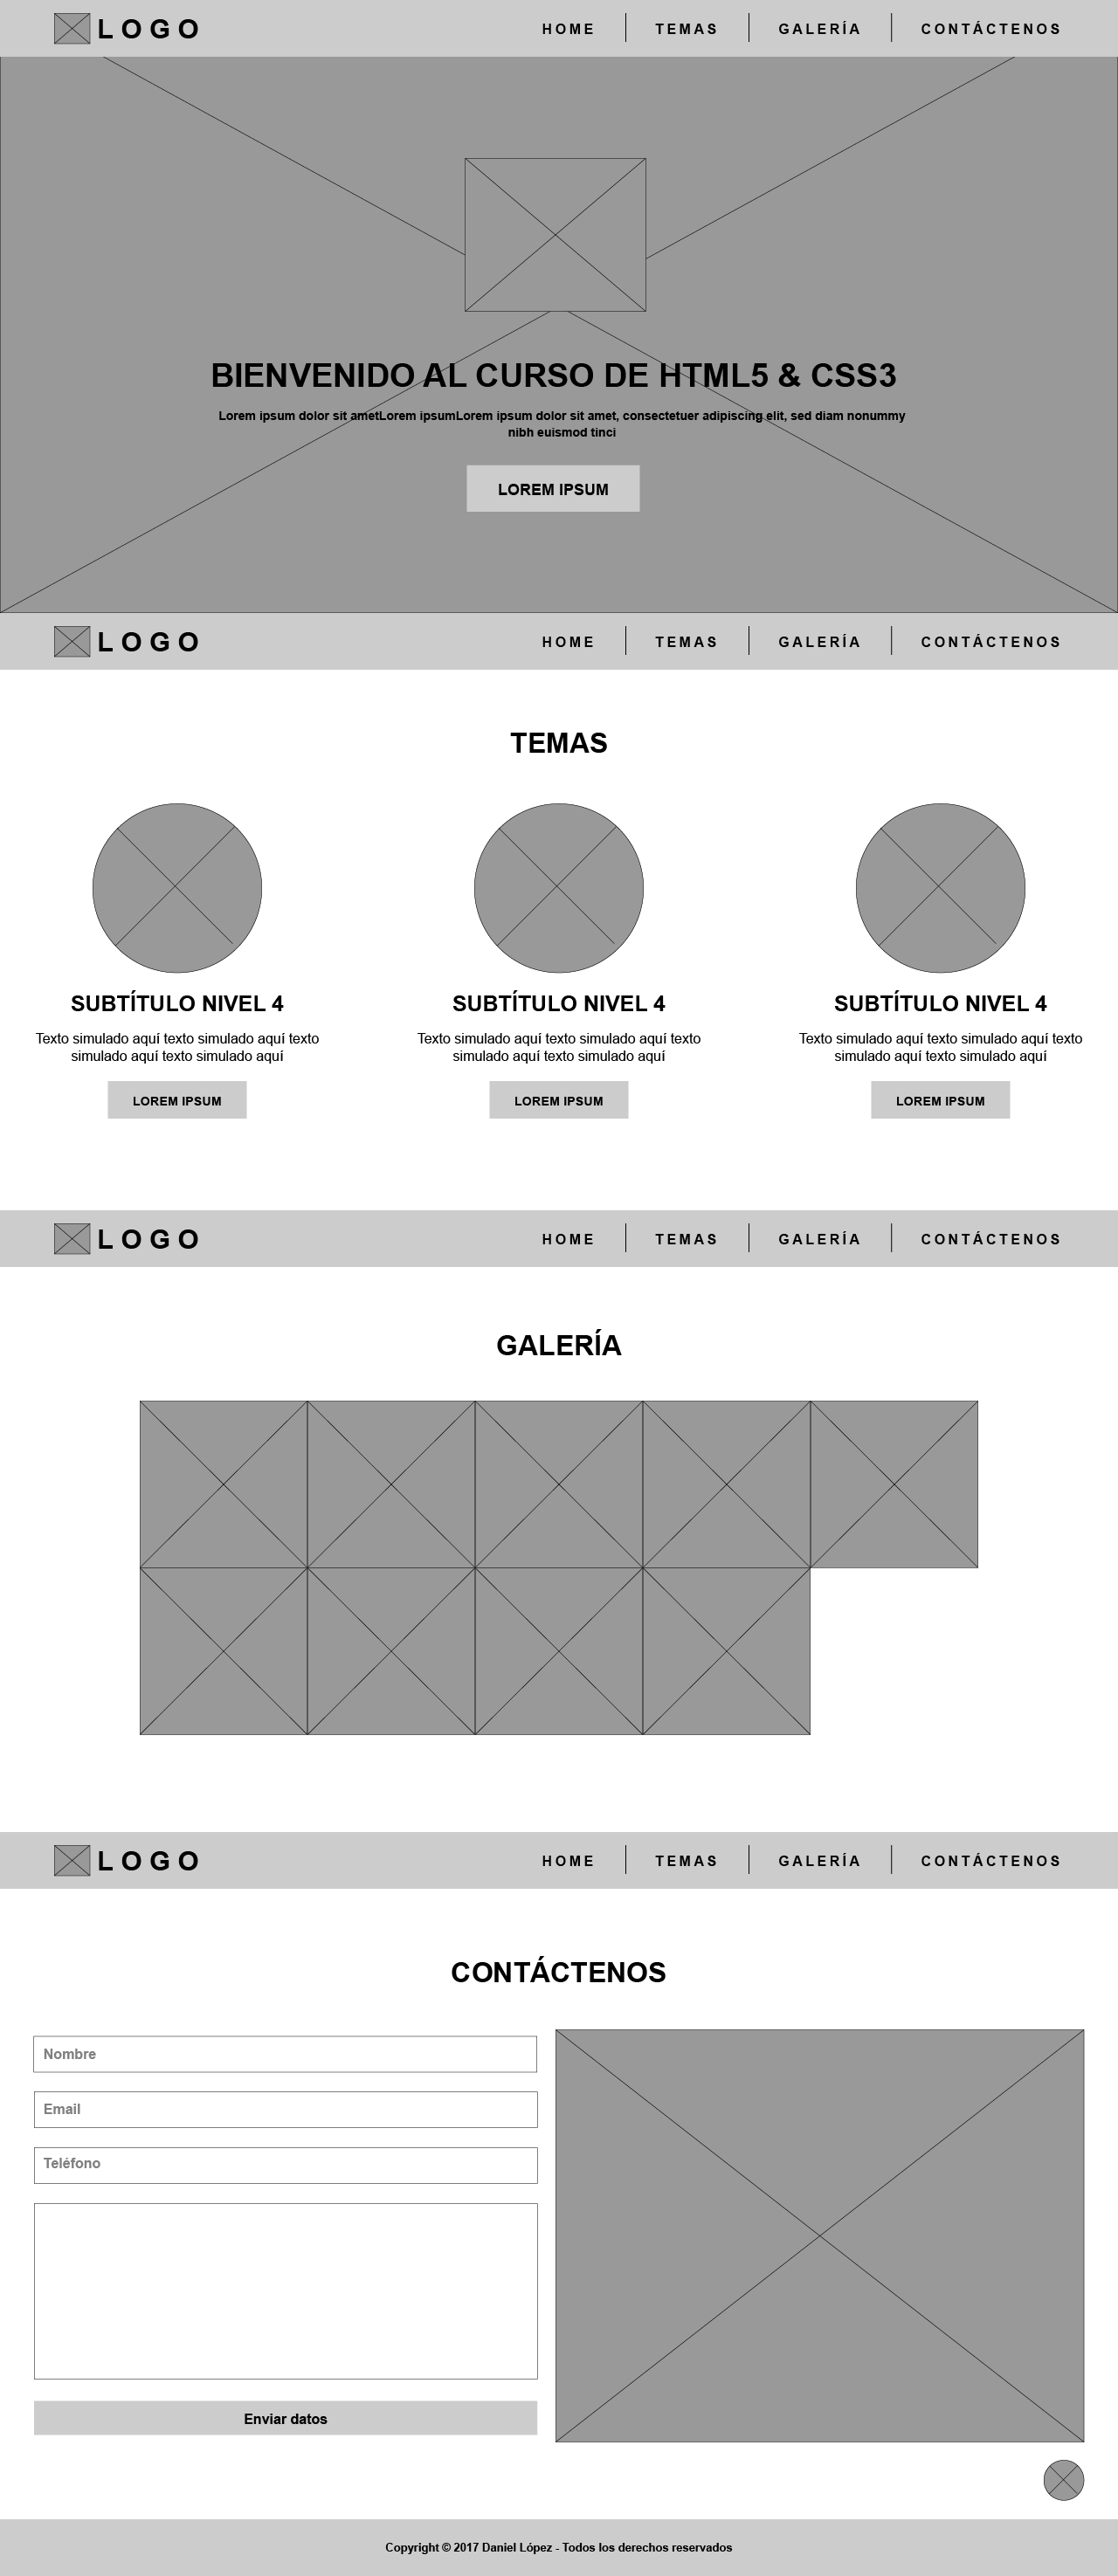 LOGO
HOME TEMAS GALERÍA CONTÁCTENOS
BIENVENIDO AL CURSO DE HTML5 & CSS3
Lorem ipsum dolor sit ametLorem ipsumLorem ipsum dolor sit amet, consectetuer adipiscing elit, sed diam nonummy
nibh euismod tinci
LOREM IPSUM
LOGO
HOME TEMAS GALERÍA CONTÁCTENOS
TEMAS
SUBTÍTULO NIVEL 4
Texto simulado aquí texto simulado aquí texto
simulado aquí texto simulado aquí
LOREM IPSUM
SUBTÍTULO NIVEL 4
Texto simulado aquí texto simulado aquí texto
simulado aquí texto simulado aquí
LOREM IPSUM
SUBTÍTULO NIVEL 4
Texto simulado aquí texto simulado aquí texto
simulado aquí texto simulado aquí
LOREM IPSUM
LOGO
HOME TEMAS GALERÍA CONTÁCTENOS
GALERÍA
LOGO
HOME TEMAS GALERÍA CONTÁCTENOS
CONTÁCTENOS
Nombre
Email
Teléfono
Enviar datos
Copyright © 2017 Daniel López - Todos los derechos reservados